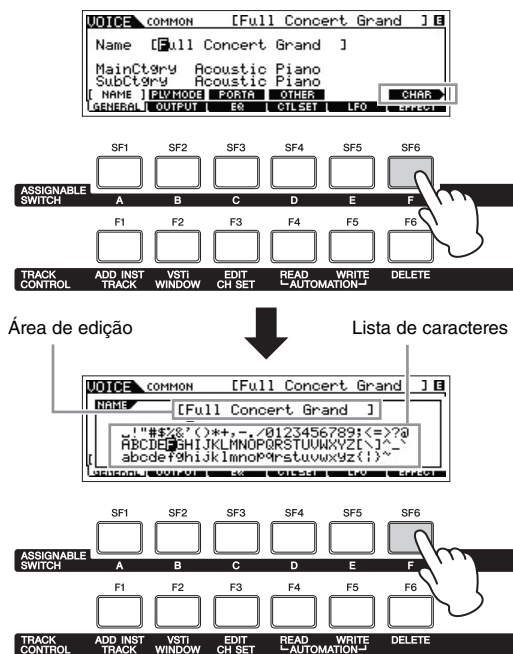 VOICE COMMON [Full Concert Grand ] E
Name [Full Concert Grand ]
MainCtgry Acoustic Piano
SubCtgry Acoustic Piano
[ NAME ] PLY MODE PORTA OTHER CHAR
GENERAL OUTPUT EQ CTL SET LFO EFFECT
SF1 SF2 SF3 SF4 SF5 SF6
ASSIGNABLE
SWITCH A B C D E F
F1 F2 F3 F4 F5 F6
TRACK ADD INST VSTi EDIT READ WRITE DELETE
CONTROL TRACK WINDOW CH SET AUTOMATION
Área de edição Lista de caracteres
VOICE COMMON [Full Concert Grand ] E
NAME
[Full Concert Grand ]
␣!"#$%&'()*+,-./0123456789:;<=>?@
ABCDEFGHIJKLMNOPQRSTUVWXYZ[\]^_`
abcdefghijklmnopqrstuvwxyz{|}~
GENERAL OUTPUT EQ CTL SET LFO EFFECT
SF1 SF2 SF3 SF4 SF5 SF6
ASSIGNABLE
SWITCH A B C D E F
F1 F2 F3 F4 F5 F6
TRACK ADD INST VSTi EDIT READ WRITE DELETE
CONTROL TRACK WINDOW CH SET AUTOMATION